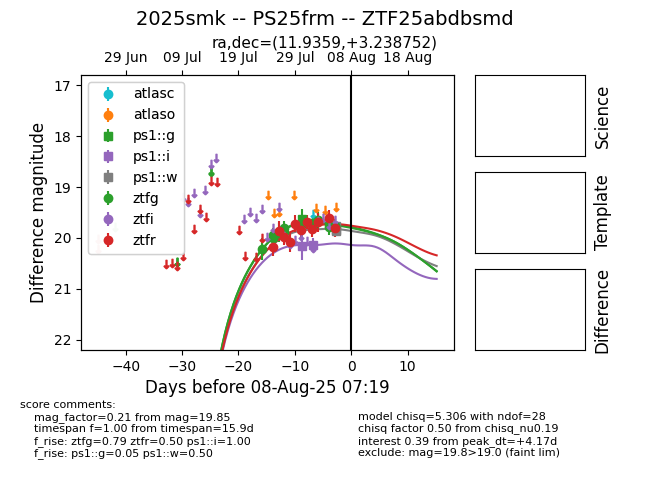 2025smk -- PS25frm -- ZTF25abdbsmd
ra,dec=(11.9359,+3.238752)
29 Jun 09 Jul 19 Jul 29 Jul 08 Aug 18 Aug
17
18
19
20
21
22
Difference magnitude
atlasc
atlaso
ps1::g
ps1::i
ps1::w
ztfg
ztfi
ztfr
−40 −30 −20 −10 0 10
Days before 08-Aug-25 07:19
Science
Template
Difference
score comments:
mag_factor=0.21 from mag=19.85
timespan f=1.00 from timespan=15.9d
f_rise: ztfg=0.79 ztfr=0.50 ps1::i=1.00
f_rise: ps1::g=0.05 ps1::w=0.50
model chisq=5.306 with ndof=28
chisq factor 0.50 from chisq_nu0.19
interest 0.39 from peak_dt=+4.17d
exclude: mag=19.8>19.0 (faint lim)